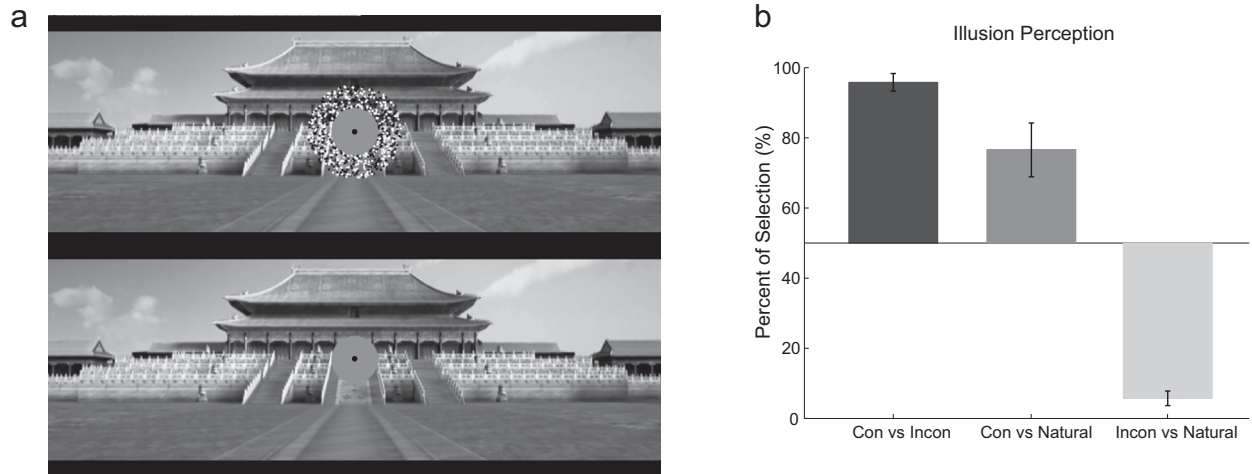 a
b
Illusion Perception
Percent of Selection (%)
100
80
60
40
20
0
Con vs Incon
Con vs Natural
Incon vs Natural